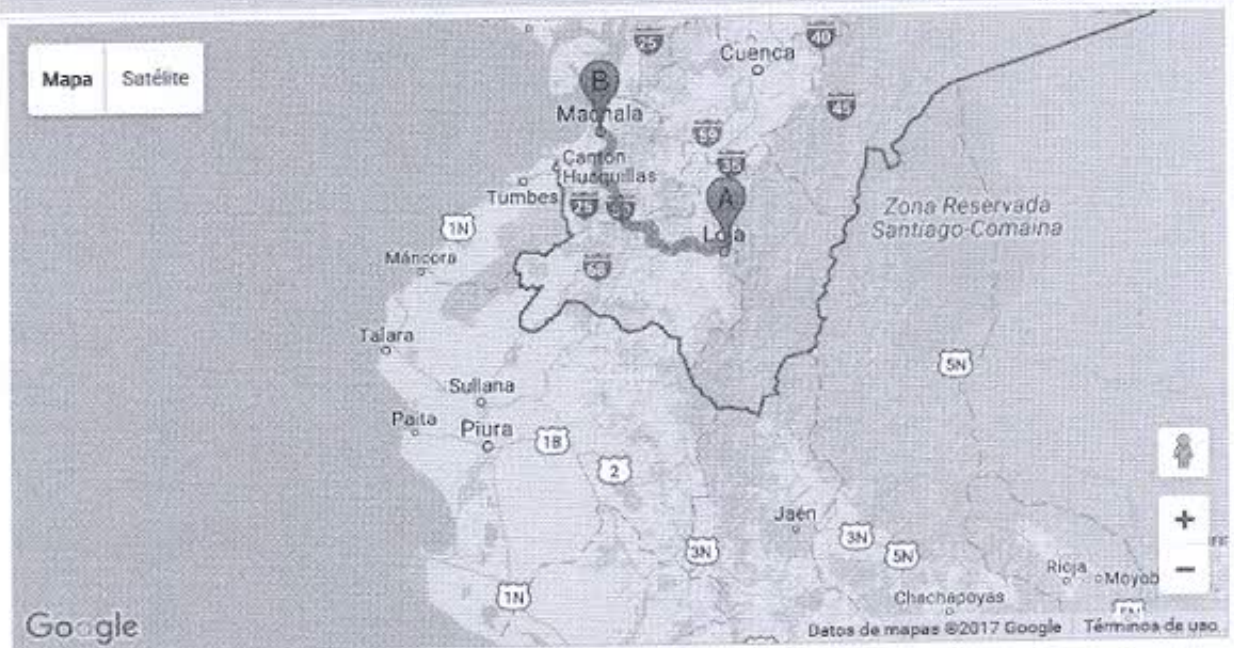 Mapa Satélite
25
40
Cuenca
B
Machala
45
59
35
Cantón
Huaquillas
A
Tumbes
25
Zona Reservada
Santiago-Comaina
1N
Loja
Máncora
Talara
5N
Sullana
Paita
Piura
1B
2
Jaén
3N
3N
5N
+
−
Rioja
Moyob
1N
Chachapoyas
5N
Google
Datos de mapas ©2017 Google Términos de uso